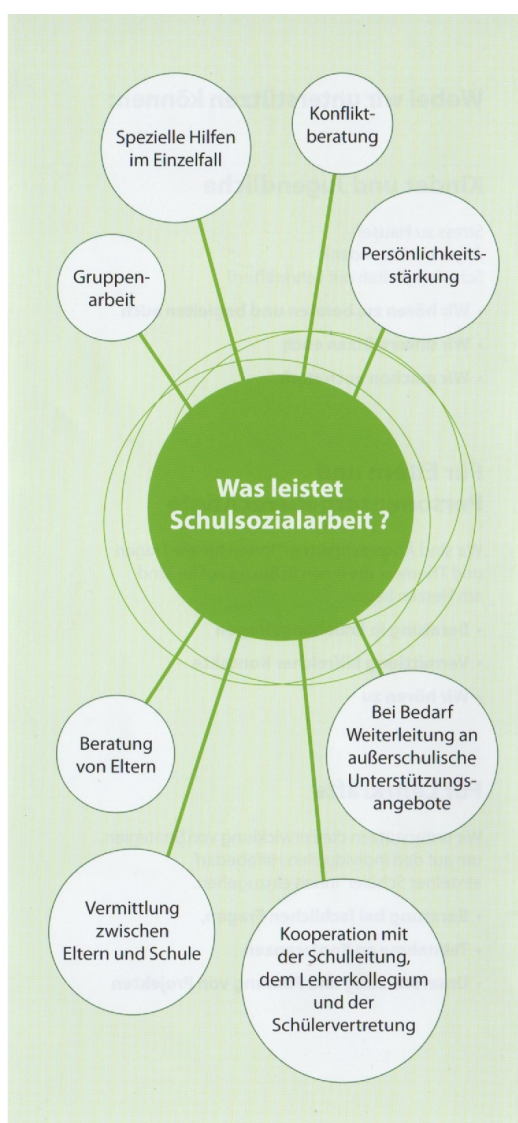 Spezielle Hilfen
im Einzelfall
Konflikt-
beratung
Gruppen-
arbeit
Persönlichkeits-
stärkung
Was leistet
Schulsozialarbeit ?
Beratung
von Eltern
Bei Bedarf
Weiterleitung an
außerschulische
Unterstützungs-
angebote
Vermittlung
zwischen
Eltern und Schule
Kooperation mit
der Schulleitung,
dem Lehrerkollegium
und der
Schülervertretung